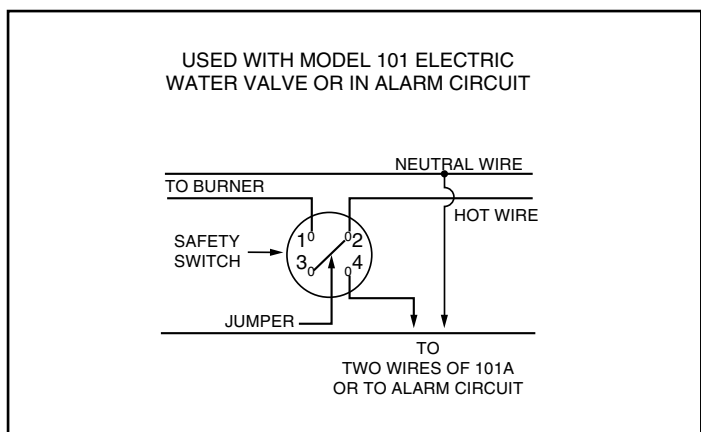 USED WITH MODEL 101 ELECTRIC
WATER VALVE OR IN ALARM CIRCUIT
NEUTRAL WIRE
TO BURNER
HOT WIRE
1 2
SAFETY
SWITCH
3 4
JUMPER
TO
TWO WIRES OF 101A
OR TO ALARM CIRCUIT